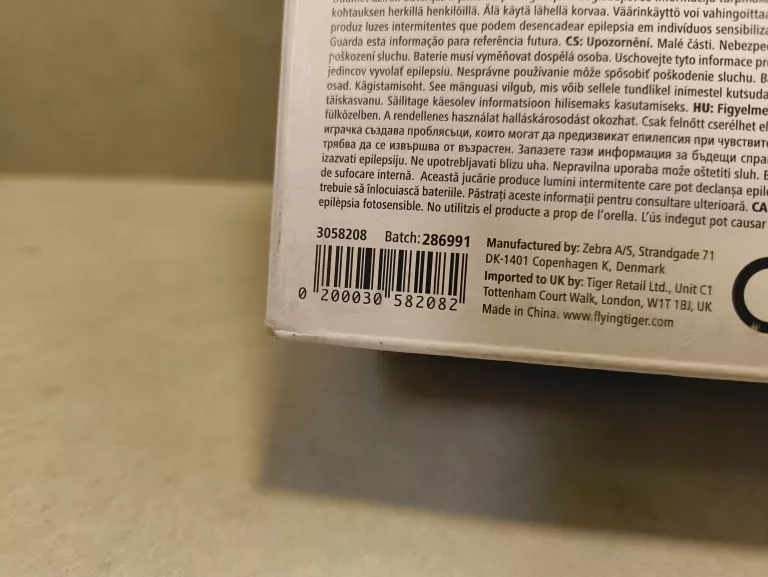 kohtauksen herkillä henkilöillä. Älä käytä lähellä korvaa. Väärinkäyttö voi vahingoittaa
produz luzes intermitentes que podem desencadear epilepsia em indivíduos
Guarda esta informação para referência futura. CS: Upozornění. Malé části.
poškození sluchu. Baterie musí vyměňovat dospělá osoba. Uschovejte tyto informace pro
jedincov vyvolať epilepsiu. Nesprávne používanie môže spôsobiť poškodenie sluchu.
osad. Kägistamisoht. See mänguasi vilgub, mis võib sellele tundlikel inimestel kutsuda
täiskasvanu. Säilitage käesolev informatsioon hilisemaks kasutamiseks. HU:
fülközelben. A rendellenes használat halláskárosodást okozhat. Csak felnőtt cserélhet
играчка създава проблясъци, които могат да предизвикат епилепсия при
трябва да се извършва от възрастен. Запазете тази информация за бъдещи
izazvati epilepsiju. Ne upotrebljavati blizu uha. Nepravilna uporaba može oštetiti sluh.
de sufocare internă. Această jucărie produce lumini intermitente care pot declanșa
trebuie să înlocuiască bateriile. Păstrați aceste informații pentru consultare ulterioară. CA
epilèpsia fotosensible. No utilitzis el producte a prop de l'orella. L'ús indegut pot causar
3058208 Batch: 286991
0 200030 582082
Manufactured by: Zebra A/S, Strandgade 71
DK-1401 Copenhagen K, Denmark
Imported to UK by: Tiger Retail Ltd., Unit C1
Tottenham Court Walk, London, W1T 1BJ, UK
Made in China. www.flyingtiger.com